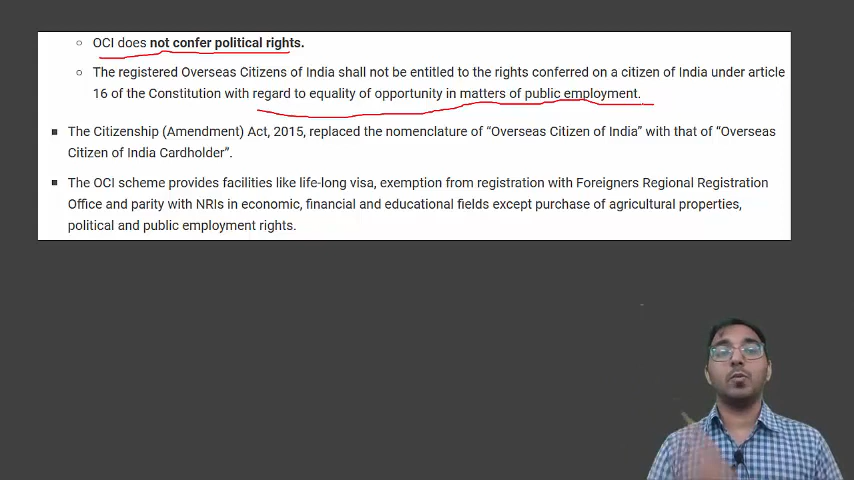 OCI does not confer political rights.
The registered Overseas Citizens of India shall not be entitled to the rights conferred on a citizen of India under article
16 of the Constitution with regard to equality of opportunity in matters of public employment.
The Citizenship (Amendment) Act, 2015, replaced the nomenclature of “Overseas Citizen of India” with that of “Overseas
Citizen of India Cardholder”.
The OCI scheme provides facilities like life-long visa, exemption from registration with Foreigners Regional Registration
Office and parity with NRIs in economic, financial and educational fields except purchase of agricultural properties,
political and public employment rights.